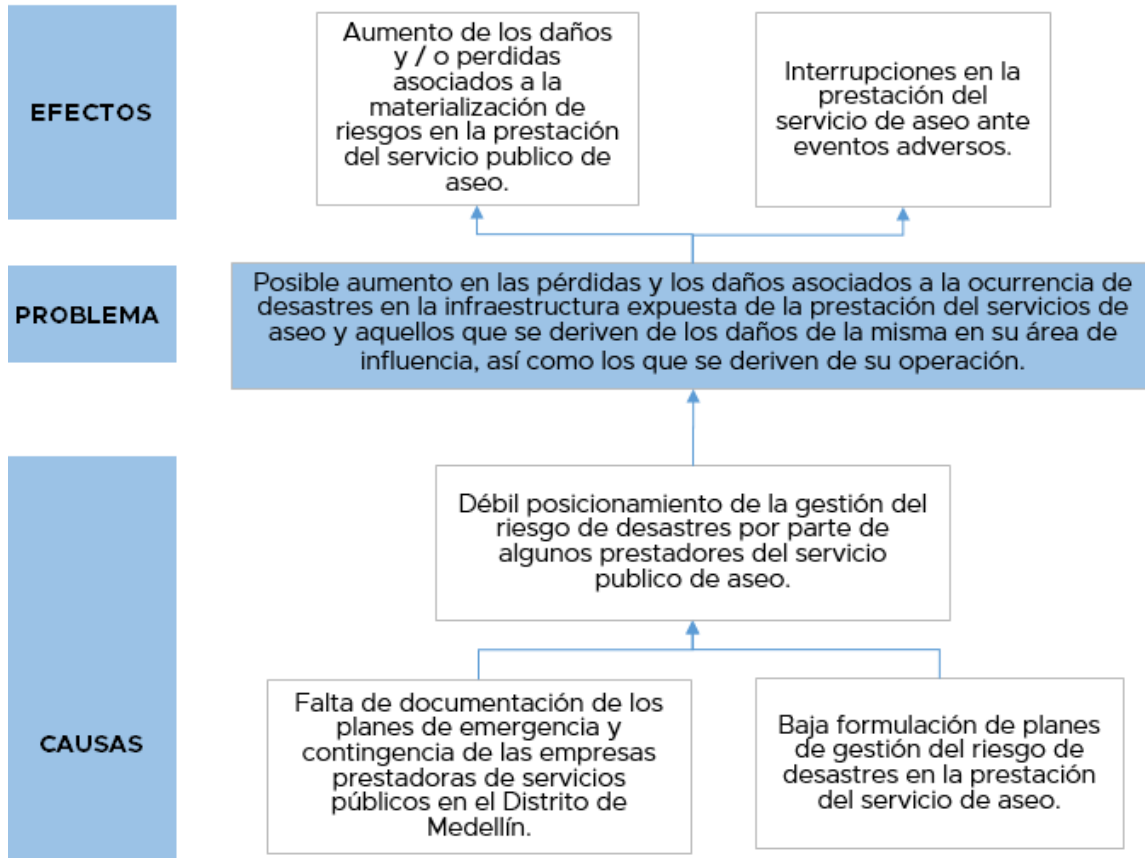 EFECTOS
Aumento de los daños
y / o perdidas
asociados a la
materialización de
riesgos en la prestación
del servicio publico de
aseo.
Interrupciones en la
prestación del
servicio de aseo ante
eventos adversos.
PROBLEMA
Posible aumento en las pérdidas y los daños asociados a la ocurrencia de
desastres en la infraestructura expuesta de la prestación del servicios de
aseo y aquellos que se deriven de los daños de la misma en su área de
influencia, así como los que se deriven de su operación.
CAUSAS
Débil posicionamiento de la gestión del
riesgo de desastres por parte de
algunos prestadores del servicio
publico de aseo.
Falta de documentación de los
planes de emergencia y
contingencia de las empresas
prestadoras de servicios
públicos en el Distrito de
Medellín.
Baja formulación de planes
de gestión del riesgo de
desastres en la prestación
del servicio de aseo.